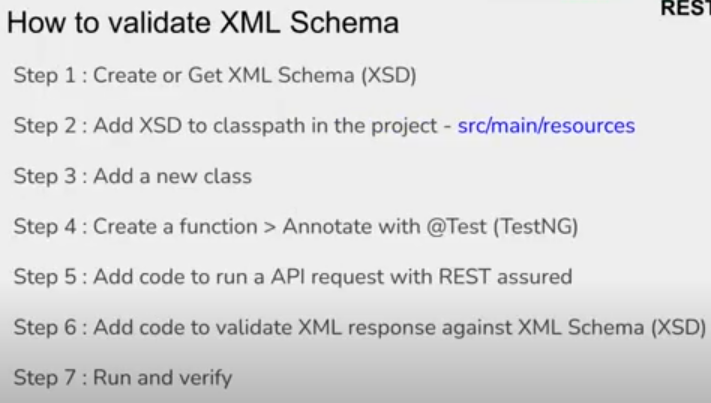 REST
How to validate XML Schema
Step 1 : Create or Get XML Schema (XSD)
Step 2 : Add XSD to classpath in the project - src/main/resources
Step 3 : Add a new class
Step 4 : Create a function > Annotate with @Test (TestNG)
Step 5 : Add code to run a API request with REST assured
Step 6 : Add code to validate XML response against XML Schema (XSD)
Step 7 : Run and verify